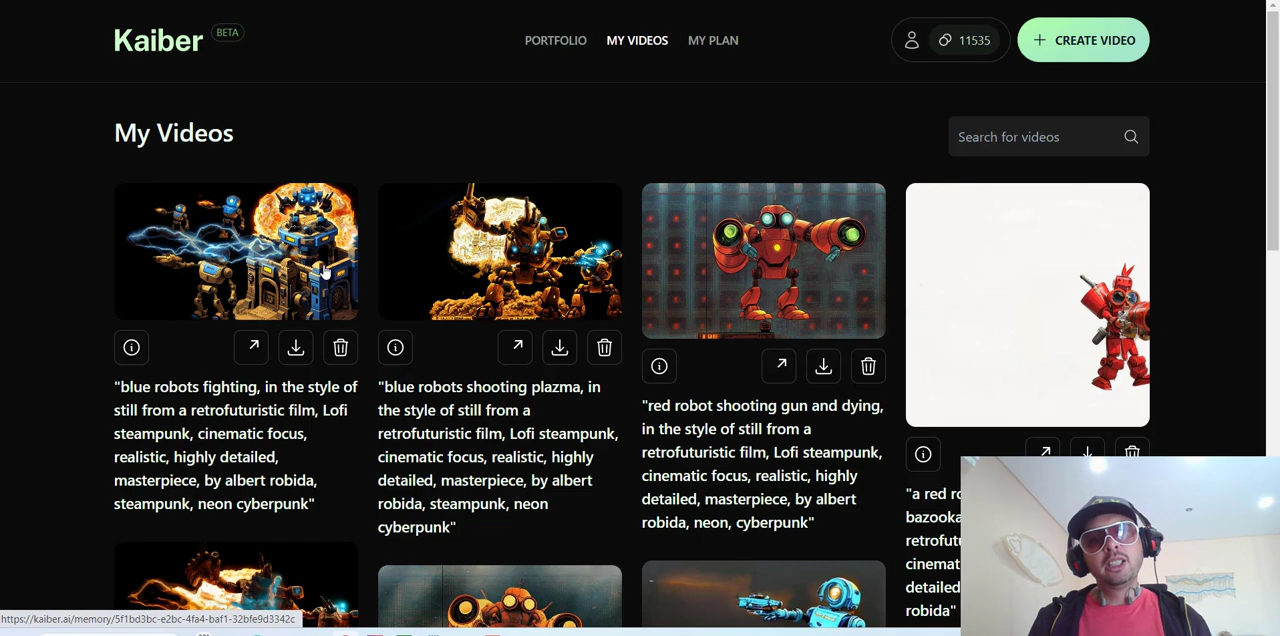 Kaiber BETA
PORTFOLIO MY VIDEOS MY PLAN
11535
+ CREATE VIDEO
My Videos
Search for videos
"blue robots fighting, in the style of
still from a retrofuturistic film, Lofi
steampunk, cinematic focus,
realistic, highly detailed,
masterpiece, by albert robida,
steampunk, neon cyberpunk"
"blue robots shooting plazma, in
the style of still from a
retrofuturistic film, Lofi steampunk,
cinematic focus, realistic, highly
detailed, masterpiece, by albert
robida, steampunk, neon
cyberpunk"
"red robot shooting gun and dying,
in the style of still from a
retrofuturistic film, Lofi steampunk,
cinematic focus, realistic, highly
detailed, masterpiece, by albert
robida, neon, cyberpunk"
"a red ro
bazooka
retrofutu
cinemat
detailed
robida"
https://kaiber.ai/memory/5f1bd3bc-e2bc-4fa4-baf1-32bfe9d3342c